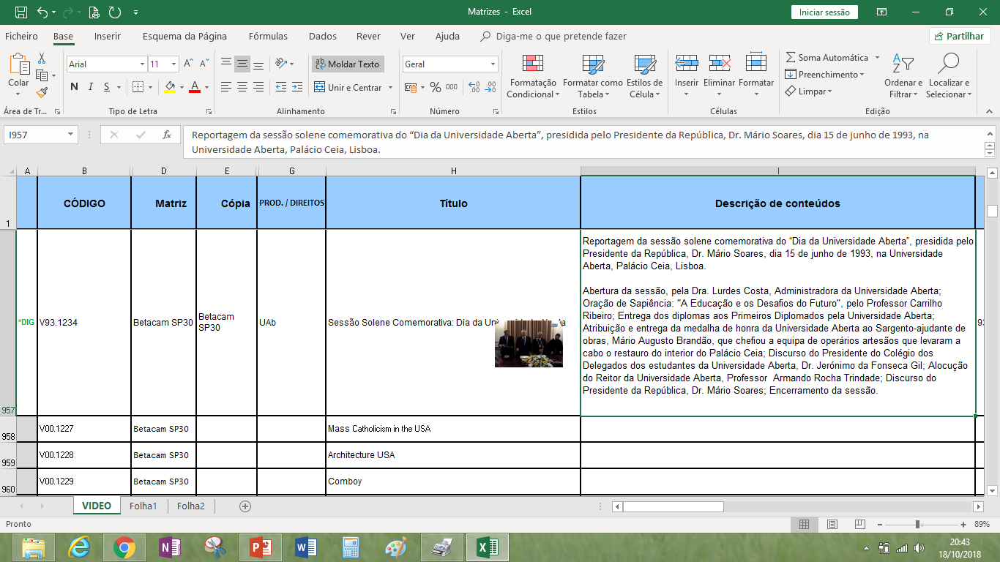 Matrizes - Excel
Iniciar sessão
Ficheiro Base Inserir Esquema da Página Fórmulas Dados Rever Ver Ajuda Diga-me o que pretende fazer Partilhar
Arial 11 Moldar Texto Geral Soma Automática
Colar Formatação Formatar como Estilos de Inserir Eliminar Formatar Preenchimento Ordenar e Localizar e
N I S Unir e Centrar % 000 Condicional Tabela Célula Limpar Filtrar Selecionar
Área de Tr... Tipo de Letra Alinhamento Número Estilos Células Edição
I957 fx Reportagem da sessão solene comemorativa do “Dia da Universidade Aberta”, presidida pelo Presidente da República, Dr. Mário Soares, dia 15 de junho de 1993, na
Universidade Aberta, Palácio Ceia, Lisboa.
A B D E G H I
1 CÓDIGO Matriz Cópia PROD. / DIREITOS Título Descrição de conteúdos
957 *DIG V93.1234 Betacam SP30 Betacam
SP30 UAb Sessão Solene Comemorativa: Dia da
Reportagem da sessão solene comemorativa do “Dia da Universidade Aberta”, presidida pelo
Presidente da República, Dr. Mário Soares, dia 15 de junho de 1993, na Universidade
Aberta, Palácio Ceia, Lisboa.
Abertura da sessão, pela Dra. Lurdes Costa, Administradora da Universidade Aberta;
Oração de Sapiência: "A Educação e os Desafios do Futuro", pelo Professor Carrilho
Ribeiro; Entrega dos diplomas aos Primeiros Diplomados pela Universidade Aberta;
Atribuição e entrega da medalha de honra da Universidade Aberta ao Sargento-ajudante de
obras, Mário Augusto Brandão, que chefiou a equipa de operários artesãos que levaram a
cabo o restauro do interior do Palácio Ceia; Discurso do Presidente do Colégio dos
Delegados dos estudantes da Universidade Aberta, Dr. Jerónimo da Fonseca Gil; Alocução
do Reitor da Universidade Aberta, Professor  Armando Rocha Trindade; Discurso do
Presidente da República, Dr. Mário Soares; Encerramento da sessão.
958 V00.1227 Betacam SP30 Mass Catholicism in the USA
959 V00.1228 Betacam SP30 Architecture USA
960 V00.1229 Betacam SP30 Comboy
VIDEO Folha1 Folha2
Pronto 89%
20:43
18/10/2018